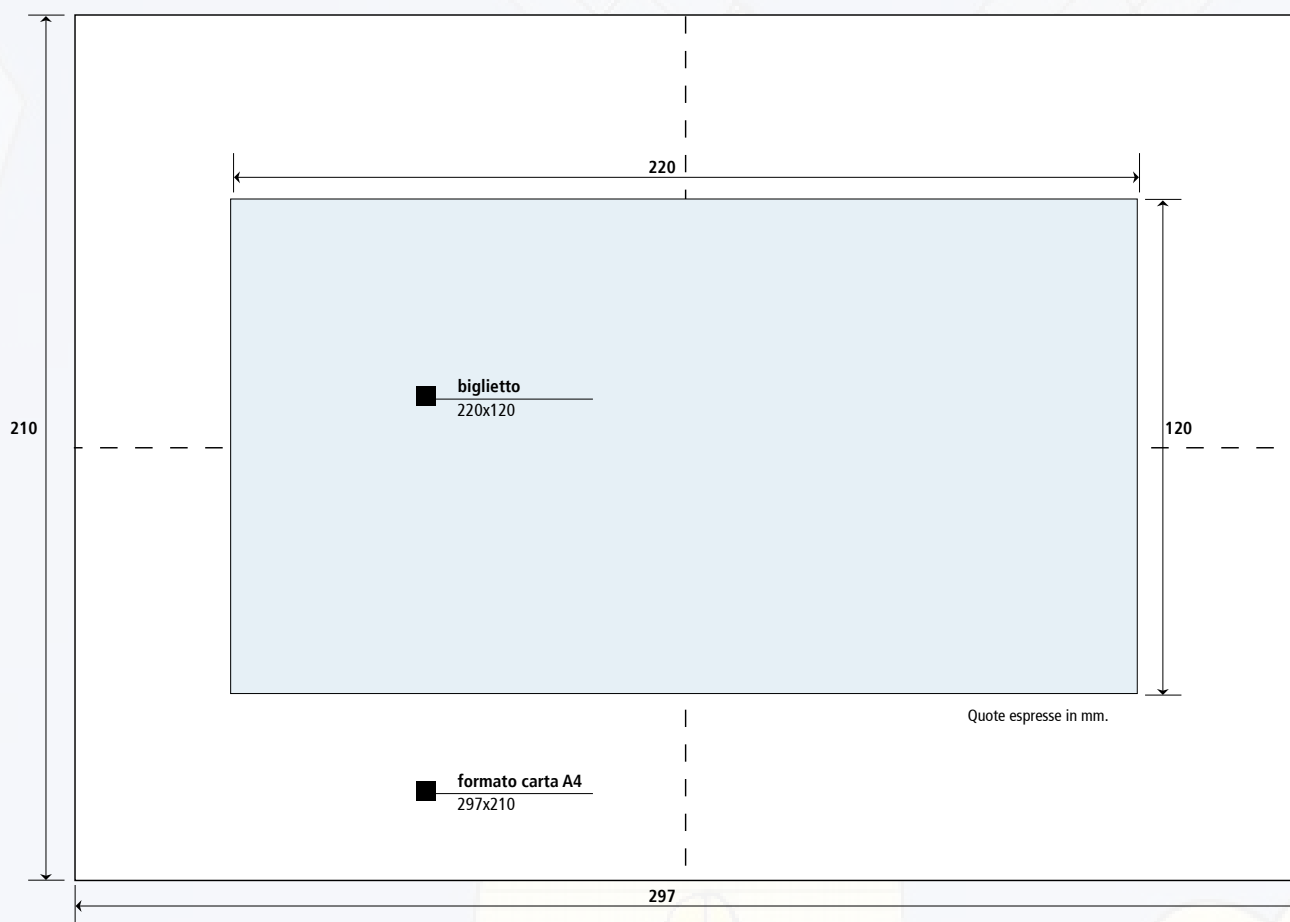 220
biglietto
220x120
210
120
Quote espresse in mm.
formato carta A4
297x210
297